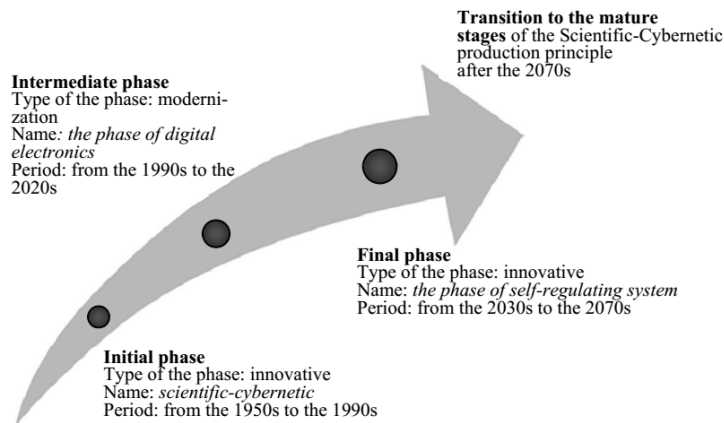 Transition to the mature
stages of the Scientific-Cybernetic
production principle
after the 2070s
Intermediate phase
Type of the phase: moderni-
zation
Name: the phase of digital
electronics
Period: from the 1990s to the
2020s
Final phase
Type of the phase: innovative
Name: the phase of self-regulating system
Period: from the 2030s to the 2070s
Initial phase
Type of the phase: innovative
Name: scientific-cybernetic
Period: from the 1950s to the 1990s